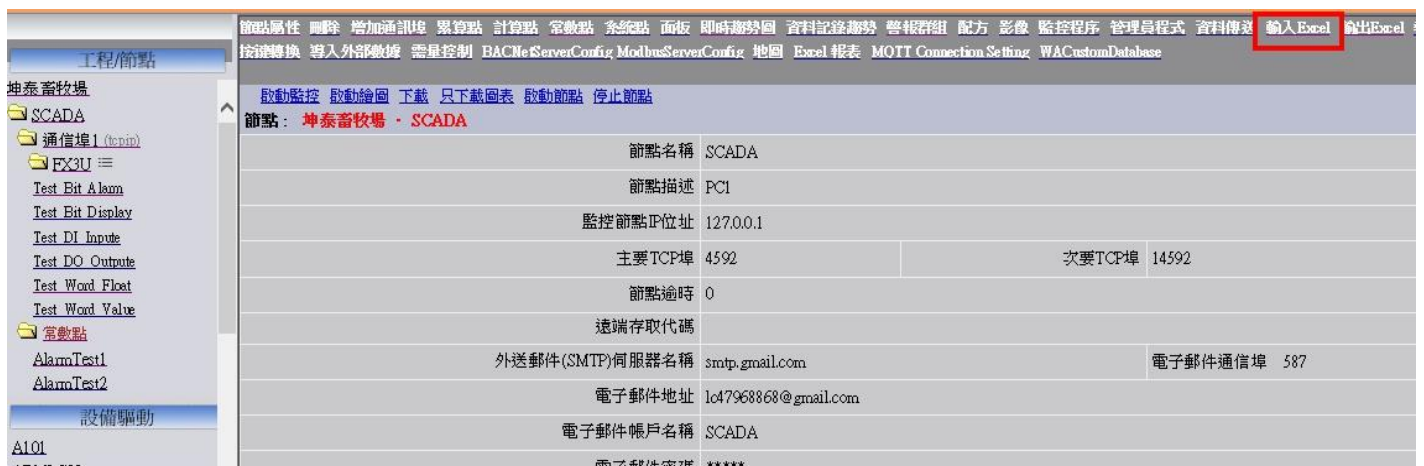 節點屬性 刪除 增加通訊埠 累算點 計算點 常數點 系統點 面板 即時趨勢圖 資料記錄趨勢 警報群組 配方 影像 監控程序 管理員程式 資料傳送 輸入Excel 輸出Excel
按鍵轉換 導入外部數據 需量控制 BACNetServerConfig ModbusServerConfig 地圖 Excel 報表 MQTT Connection Setting WACustomDatabase
工程/節點
坤泰畜牧場
SCADA
通信埠1 (tcpip)
FX3U
Test Bit Alarm
Test Bit Display
Test DI Inpute
Test DO Outpute
Test Word Float
Test Word Value
常數點
AlarmTest1
AlarmTest2
設備驅動
A101
啟動監控 啟動繪圖 下載 只下載圖表 啟動節點 停止節點
節點： 坤泰畜牧場 · SCADA
節點名稱 SCADA
節點描述 PC1
監控節點IP位址 127.0.0.1
主要TCP埠 4592 次要TCP埠 14592
節點逾時 0
遠端存取代碼
外送郵件(SMTP)伺服器名稱 smtp.gmail.com 電子郵件通信埠 587
電子郵件地址 lc47968868@gmail.com
電子郵件帳戶名稱 SCADA
電子郵件密碼 *****